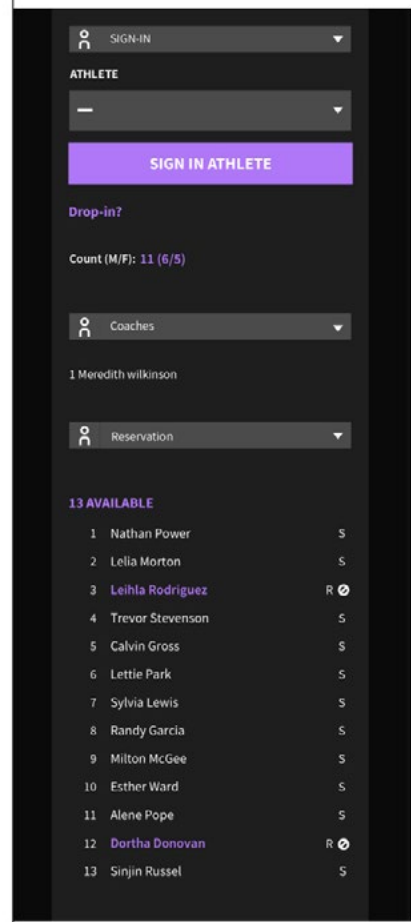 SIGN-IN
ATHLETE
—
SIGN IN ATHLETE
Drop-in?
Count (M/F): 11 (6/5)
Coaches
1 Meredith wilkinson
Reservation
13 AVAILABLE
1 Nathan Power S
2 Lelia Morton S
3 Leihla Rodriguez R
4 Trevor Stevenson S
5 Calvin Gross S
6 Lettie Park S
7 Sylvia Lewis S
8 Randy Garcia S
9 Milton McGee S
10 Esther Ward S
11 Alene Pope S
12 Dortha Donovan R
13 Sinjin Russel S